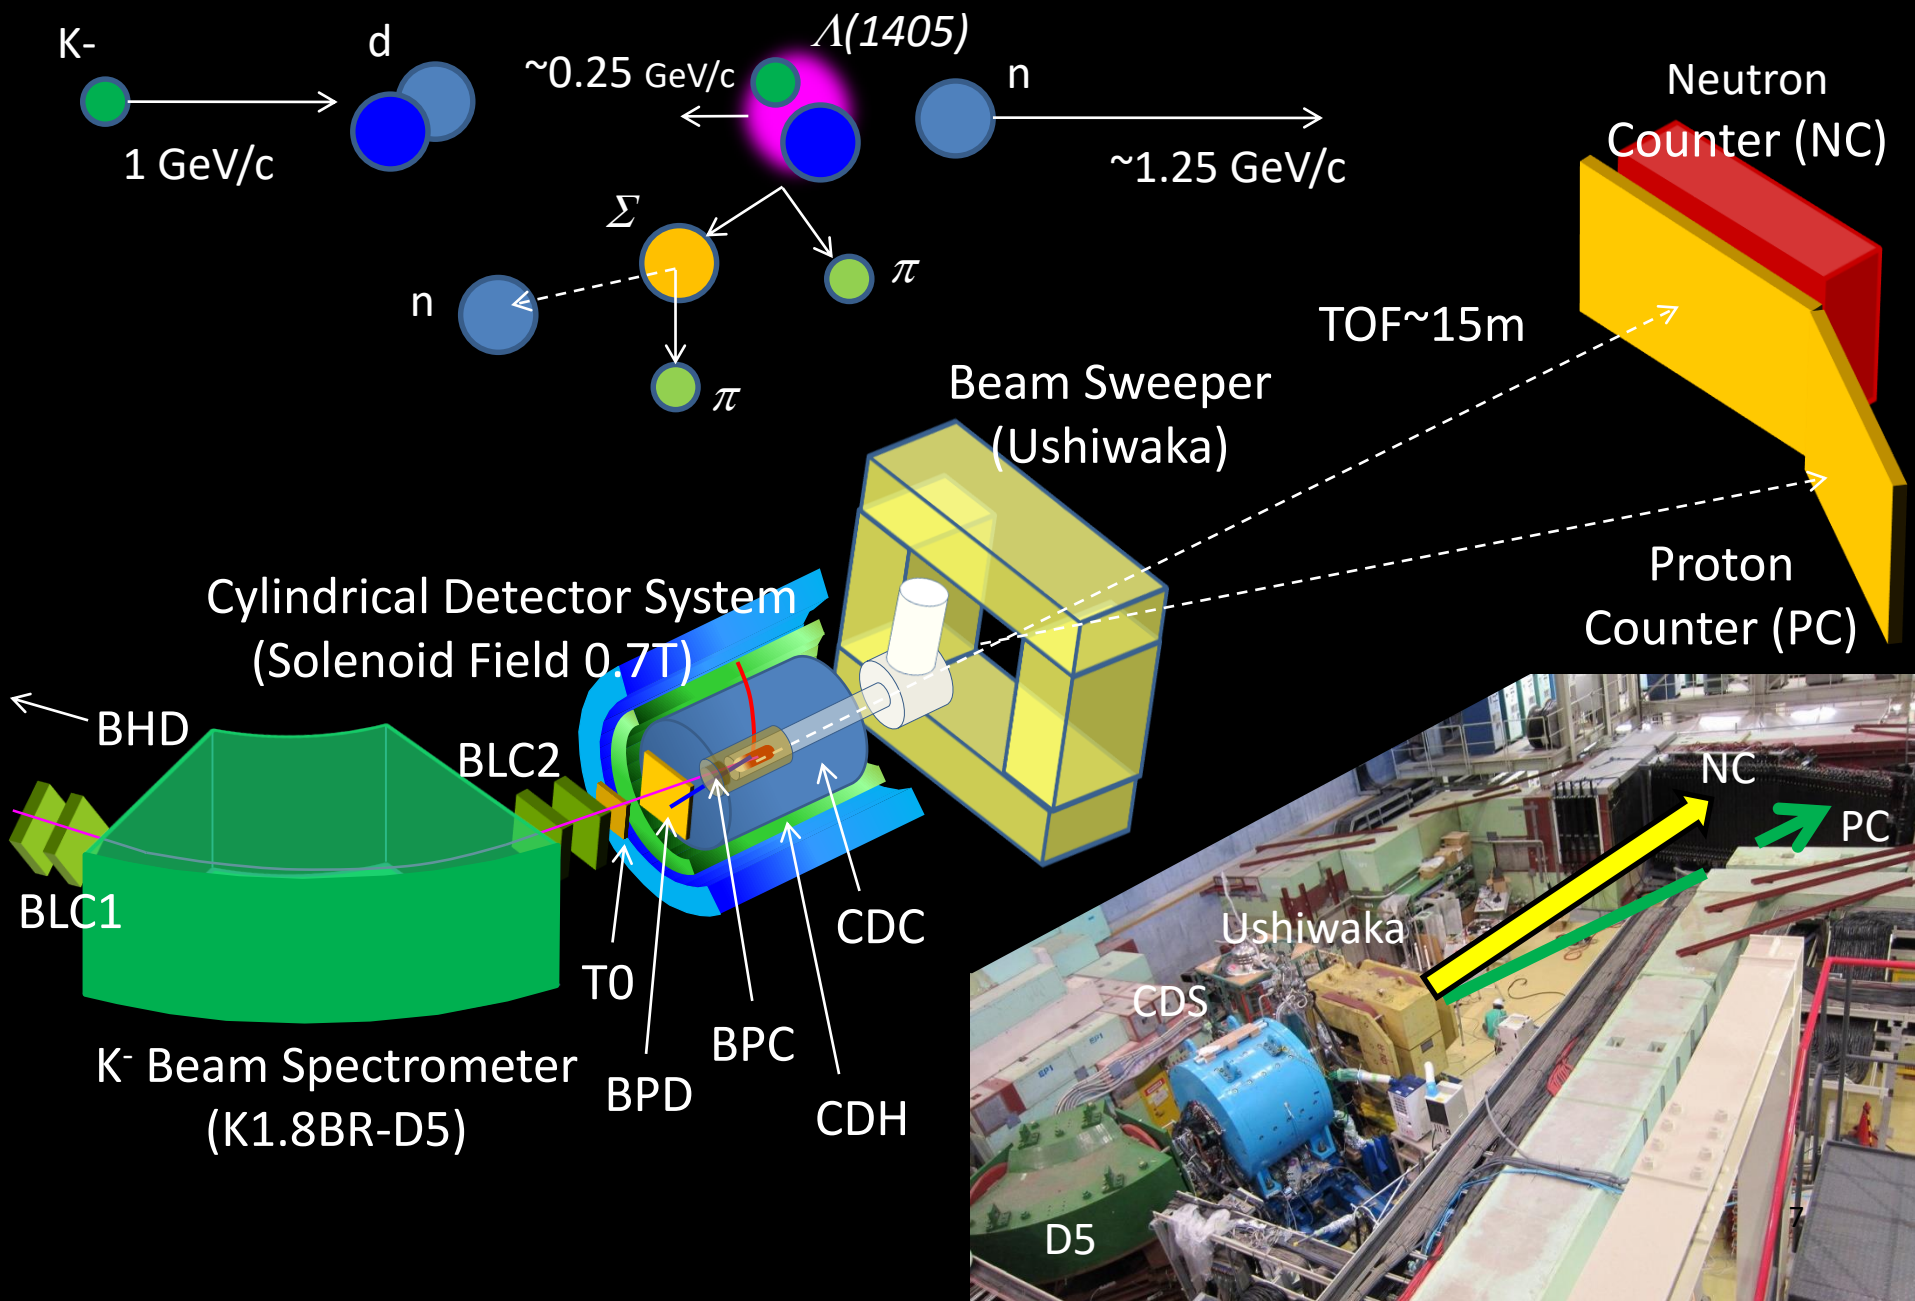 K-
d
Λ(1405)
~0.25 GeV/c
n
1 GeV/c
~1.25 GeV/c
Neutron
Counter (NC)
Σ
π
n
π
TOF~15m
Beam Sweeper
(Ushiwaka)
Proton
Counter (PC)
Cylindrical Detector System
(Solenoid Field 0.7T)
BHD
BLC2
BLC1
CDC
T0
BPC
BPD
CDH
K- Beam Spectrometer
(K1.8BR-D5)
NC
PC
Ushiwaka
CDS
D5
7